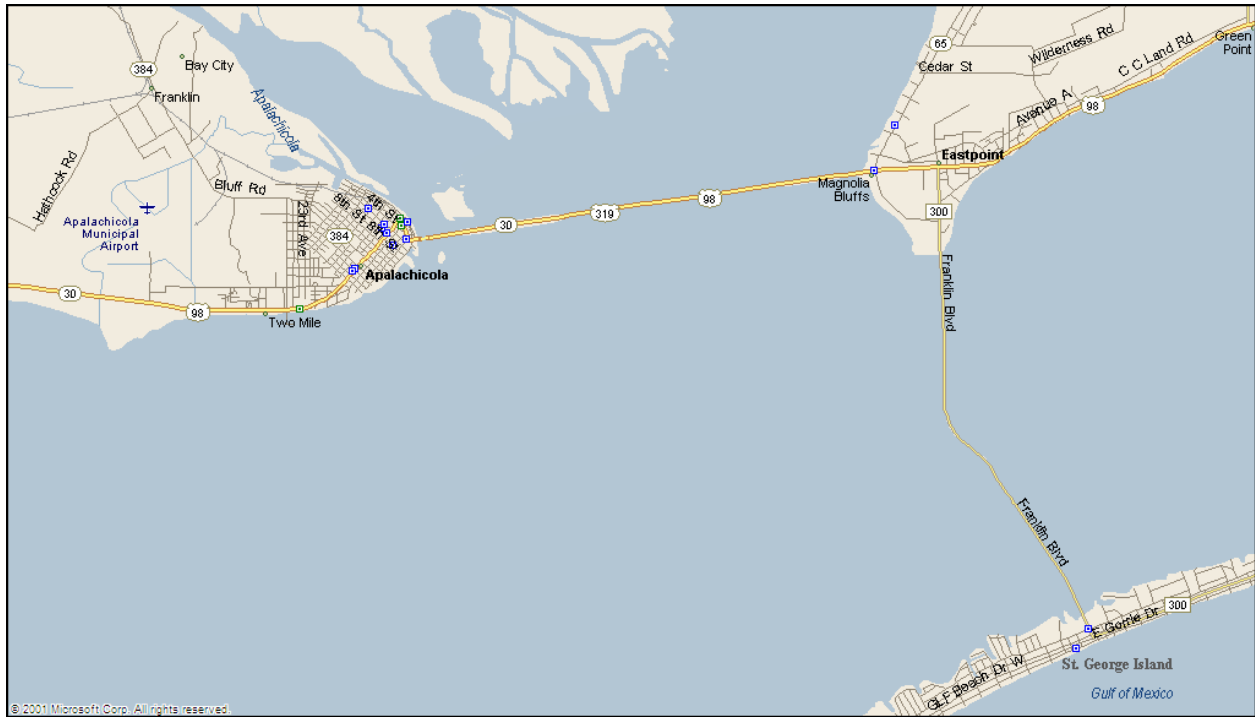 65
Wilderness Rd
Green
Point
Bay City
384
Franklin
Cedar St
C C Land Rd
Apalachicola
Avenue A
98
Hathcock Rd
Eastpoint
Bluff Rd
Magnolia
Bluffs
4th St
8th St
23rd Ave
98
319
30
300
Apalachicola
Municipal
Airport
384
Apalachicola
Franklin Blvd
30
98
Two Mile
Franklin Blvd
300
E Gorrie Dr
St. George Island
GLF Beach Dr W
Gulf of Mexico
© 2001 Microsoft Corp. All rights reserved.